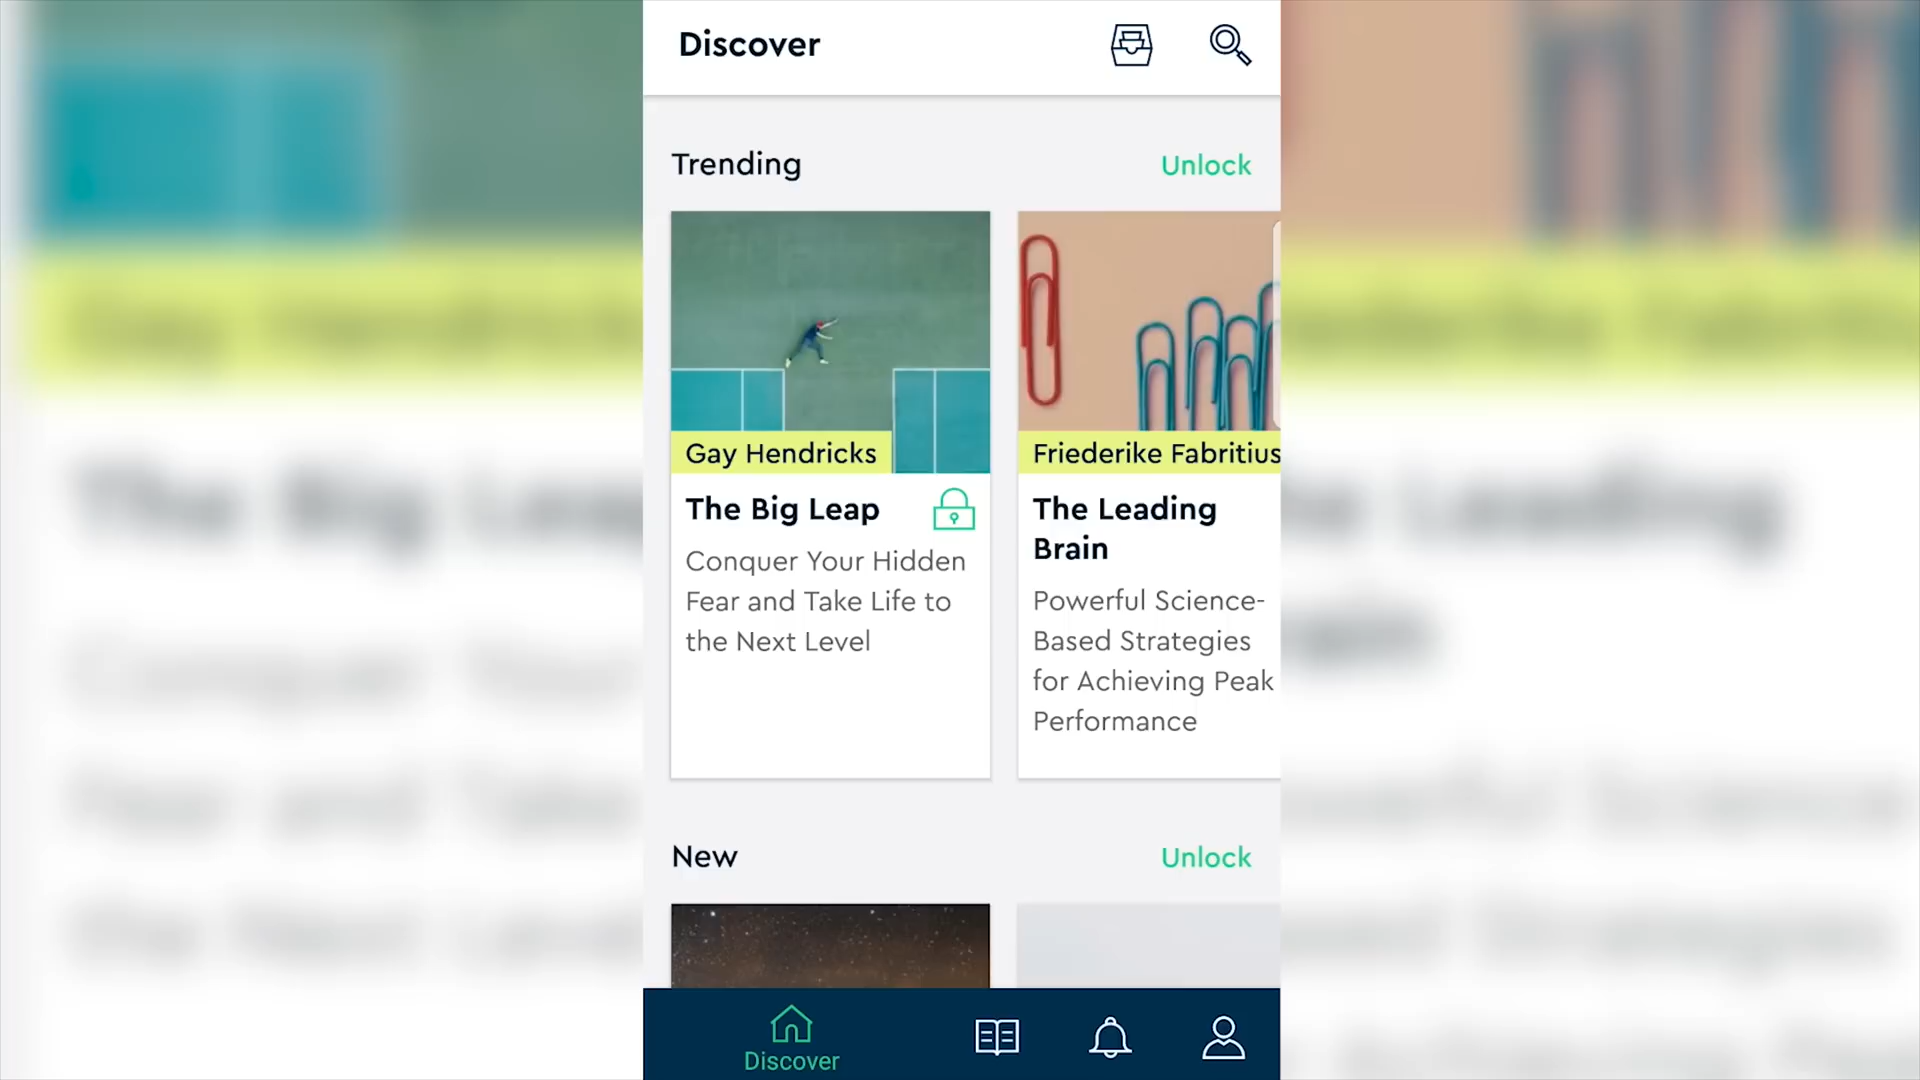 Discover
Trending
Unlock
Gay Hendricks
The Big Leap
Conquer Your Hidden
Fear and Take Life to
the Next Level
Friederike Fabritius
The Leading
Brain
Powerful Science-
Based Strategies
for Achieving Peak
Performance
New
Unlock
Discover